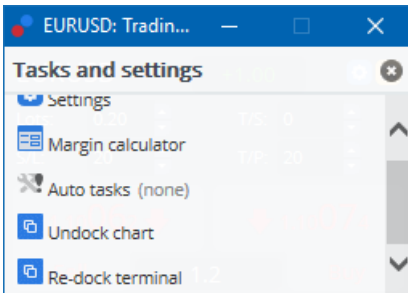 EURUSD: Tradin...
Tasks and settings
Settings
Margin calculator
Auto tasks (none)
Undock chart
Re-dock terminal